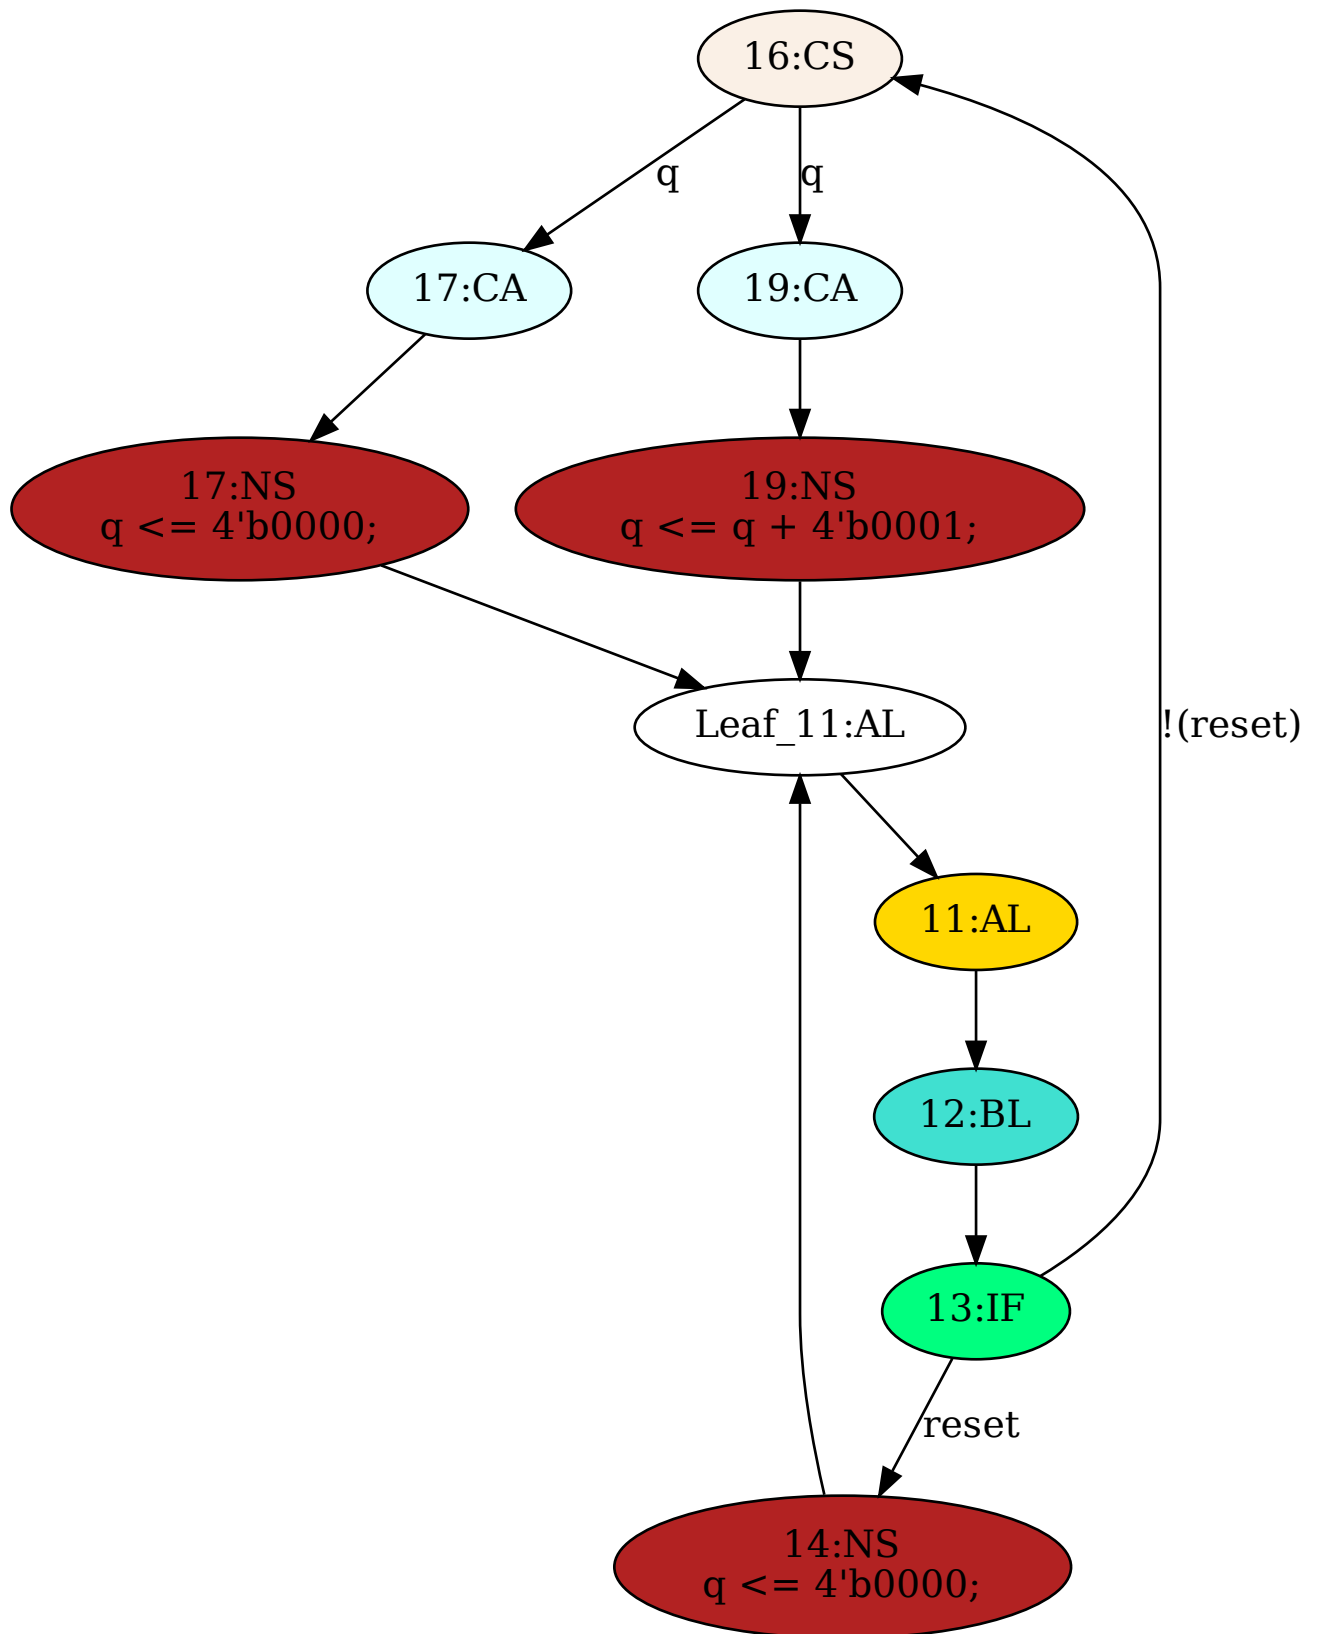 16:CS
q
q
17:CA
19:CA
17:NS
q <= 4'b0000;
19:NS
q <= q + 4'b0001;
Leaf_11:AL
!(reset)
11:AL
12:BL
13:IF
reset
14:NS
q <= 4'b0000;